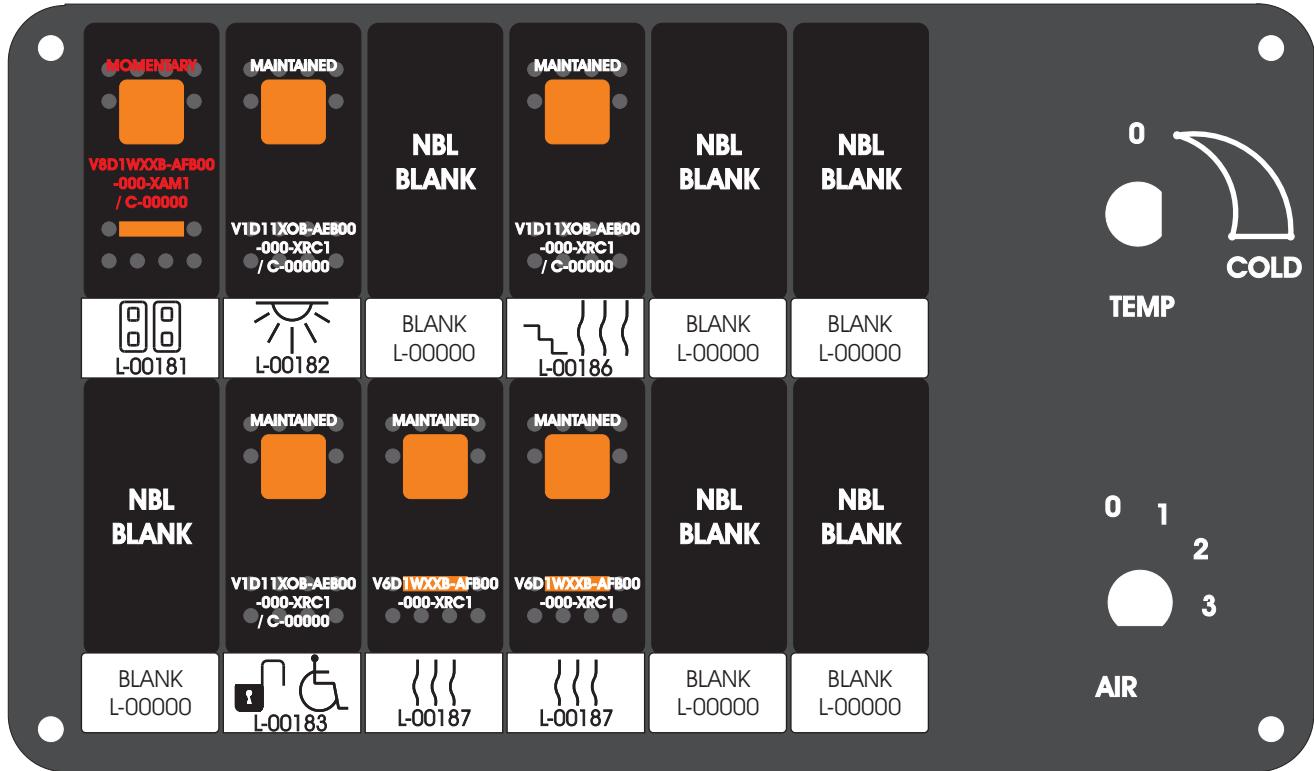 MOMENTARY
V8D1WXXB-AFB00
-000-XAM1
/ C-00000
L-00181
MAINTAINED
V1D11XOB-AEB00
-000-XRC1
/ C-00000
L-00182
NBL
BLANK
BLANK
L-00000
MAINTAINED
V1D11XOB-AEB00
-000-XRC1
/ C-00000
L-00186
NBL
BLANK
BLANK
L-00000
NBL
BLANK
BLANK
L-00000
0
COLD
TEMP
NBL
BLANK
BLANK
L-00000
MAINTAINED
V1D11XOB-AEB00
-000-XRC1
/ C-00000
L-00183
MAINTAINED
V6D1WXXB-AFB00
-000-XRC1
L-00187
MAINTAINED
V6D1WXXB-AFB00
-000-XRC1
L-00187
NBL
BLANK
BLANK
L-00000
NBL
BLANK
BLANK
L-00000
0
1
2
3
AIR